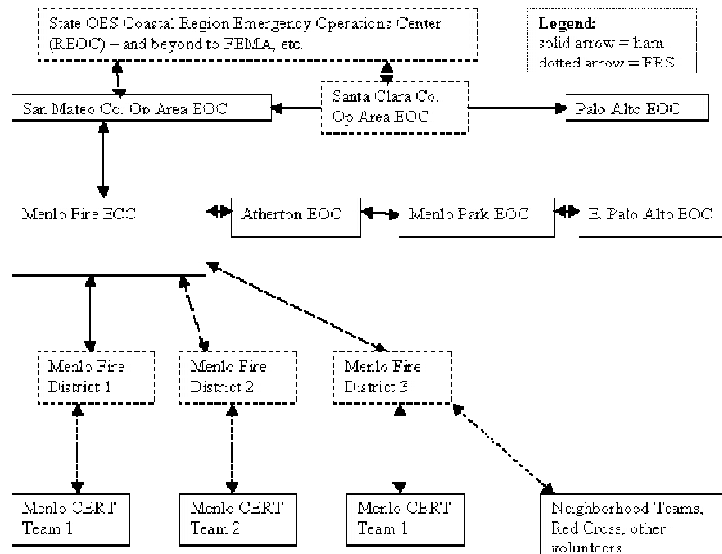 State OES Coastal Region Emergency Operations Center
(REOC) – and beyond to FEMA, etc.
Legend:
solid arrow = ham
dotted arrow = FRS
San Mateo Co. Op Area EOC
Santa Clara Co.
Op Area EOC
Palo Alto EOC
Menlo Fire
Atherton EOC
Menlo Park EOC
E. Palo Alto EOC
Menlo Fire
District 1
Menlo Fire
District 2
Menlo Fire
District 3
Menlo CERT
Team 1
Menlo CERT
Team 2
Menlo CERT
Team 1
Neighborhood Teams,
Red Cross, other
volunteers